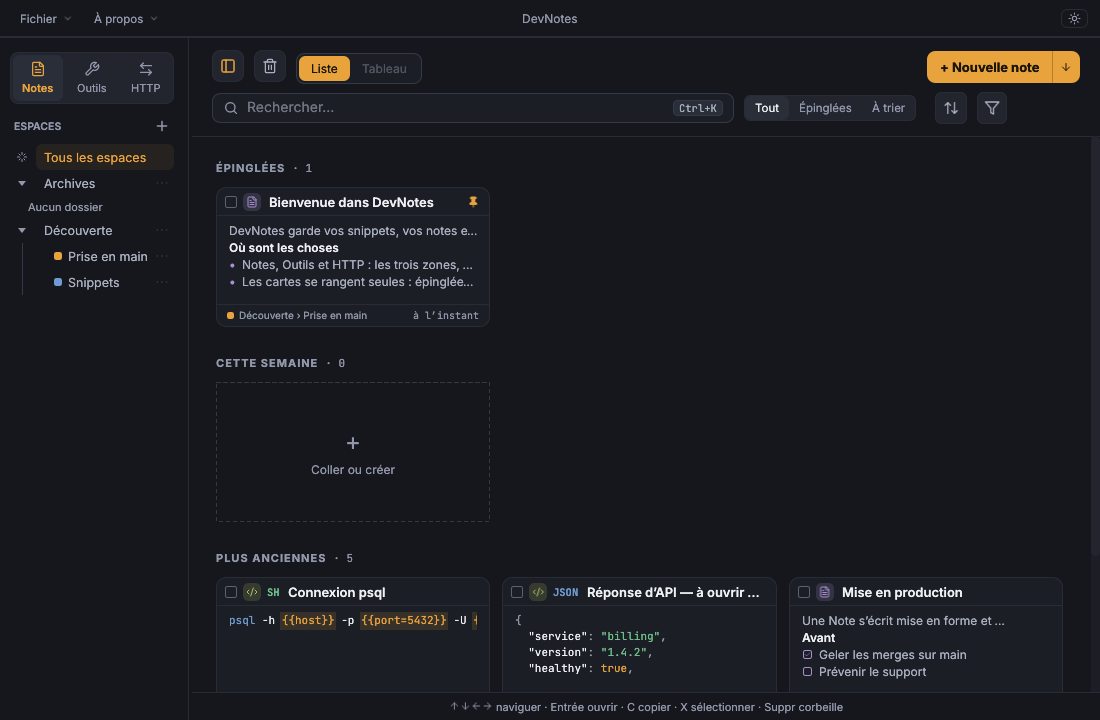 Fichier
À propos
DevNotes
Notes
Outils
HTTP
ESPACES
Tous les espaces
Archives
Aucun dossier
Découverte
Prise en main
Snippets
Liste
Tableau
+ Nouvelle note
Rechercher...
Ctrl+K
Tout
Épinglées
À trier
ÉPINGLÉES · 1
Bienvenue dans DevNotes
DevNotes garde vos snippets, vos notes e...
Où sont les choses
• Notes, Outils et HTTP : les trois zones, ...
• Les cartes se rangent seules : épinglée...
Découverte › Prise en main
à l'instant
CETTE SEMAINE · 0
+
Coller ou créer
PLUS ANCIENNES · 5
SH Connexion psql
psql -h {{host}} -p {{port=5432}} -U {
JSON Réponse d'API — à ouvrir ...
{
"service": "billing",
"version": "1.4.2",
"healthy": true,
Mise en production
Une Note s'écrit mise en forme et ...
Avant
Geler les merges sur main
Prévenir le support
↑↓←→ naviguer · Entrée ouvrir · C copier · X sélectionner · Suppr corbeille